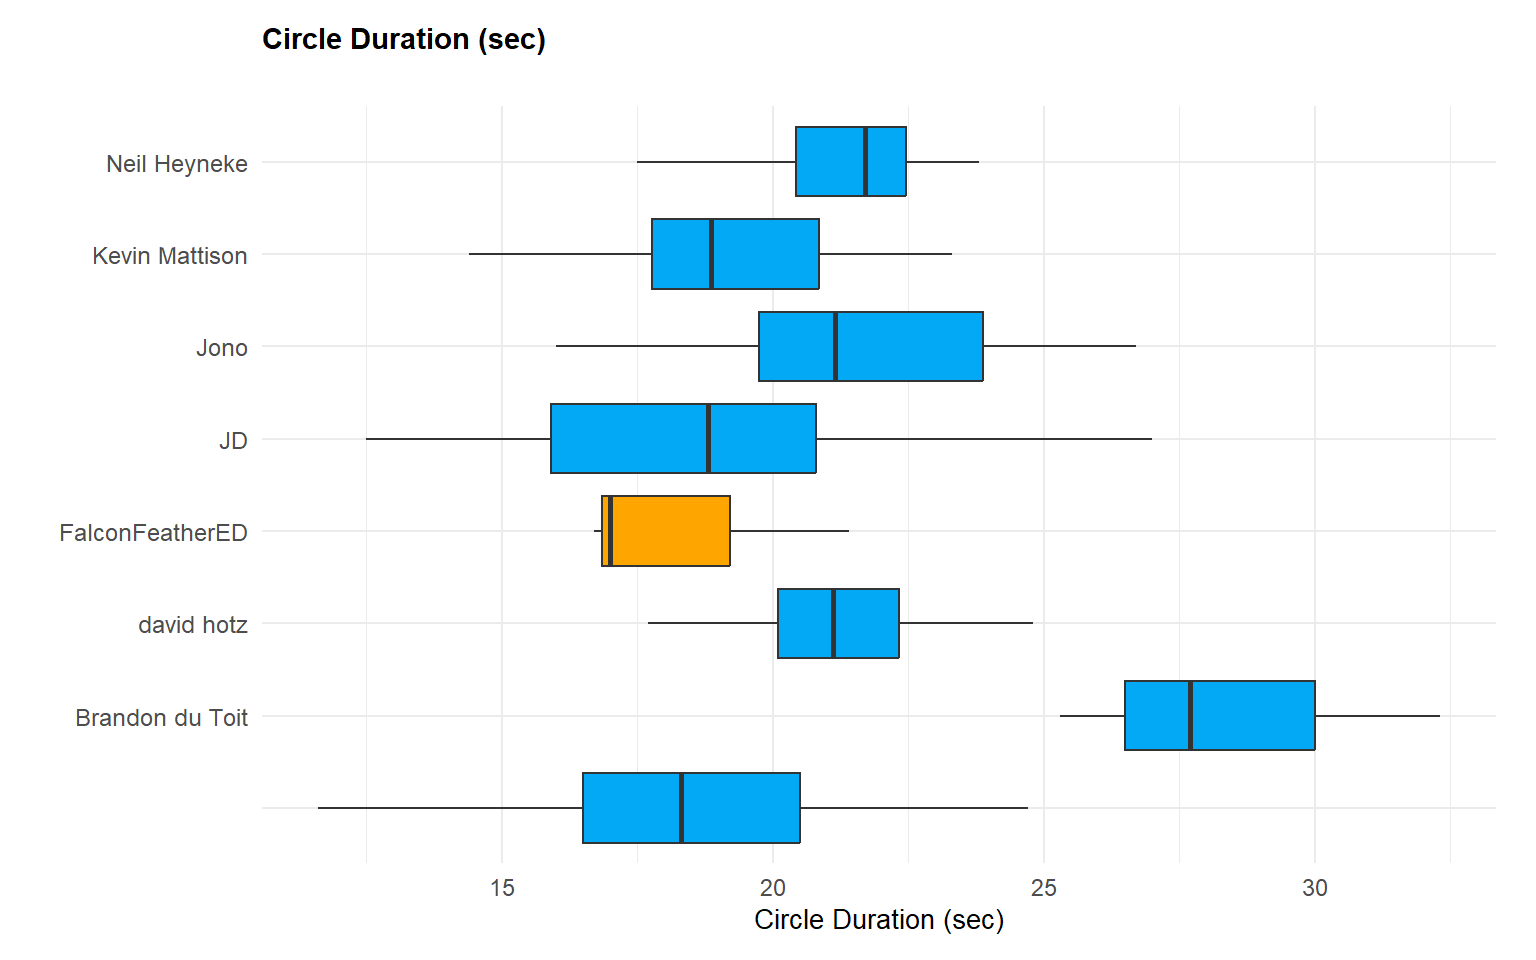 Circle Duration (sec)
Neil Heyneke
Kevin Mattison
Jono
JD
FalconFeatherED
david hotz
Brandon du Toit
15 20 25 30
Circle Duration (sec)